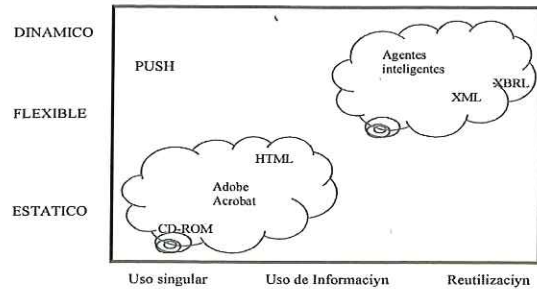 DINAMICO
PUSH
Agentes
inteligentes
XBRL
XML
FLEXIBLE
HTML
Adobe
Acrobat
ESTATICO
CD-ROM
Uso singular
Uso de Informaciyn
Reutilizaciyn